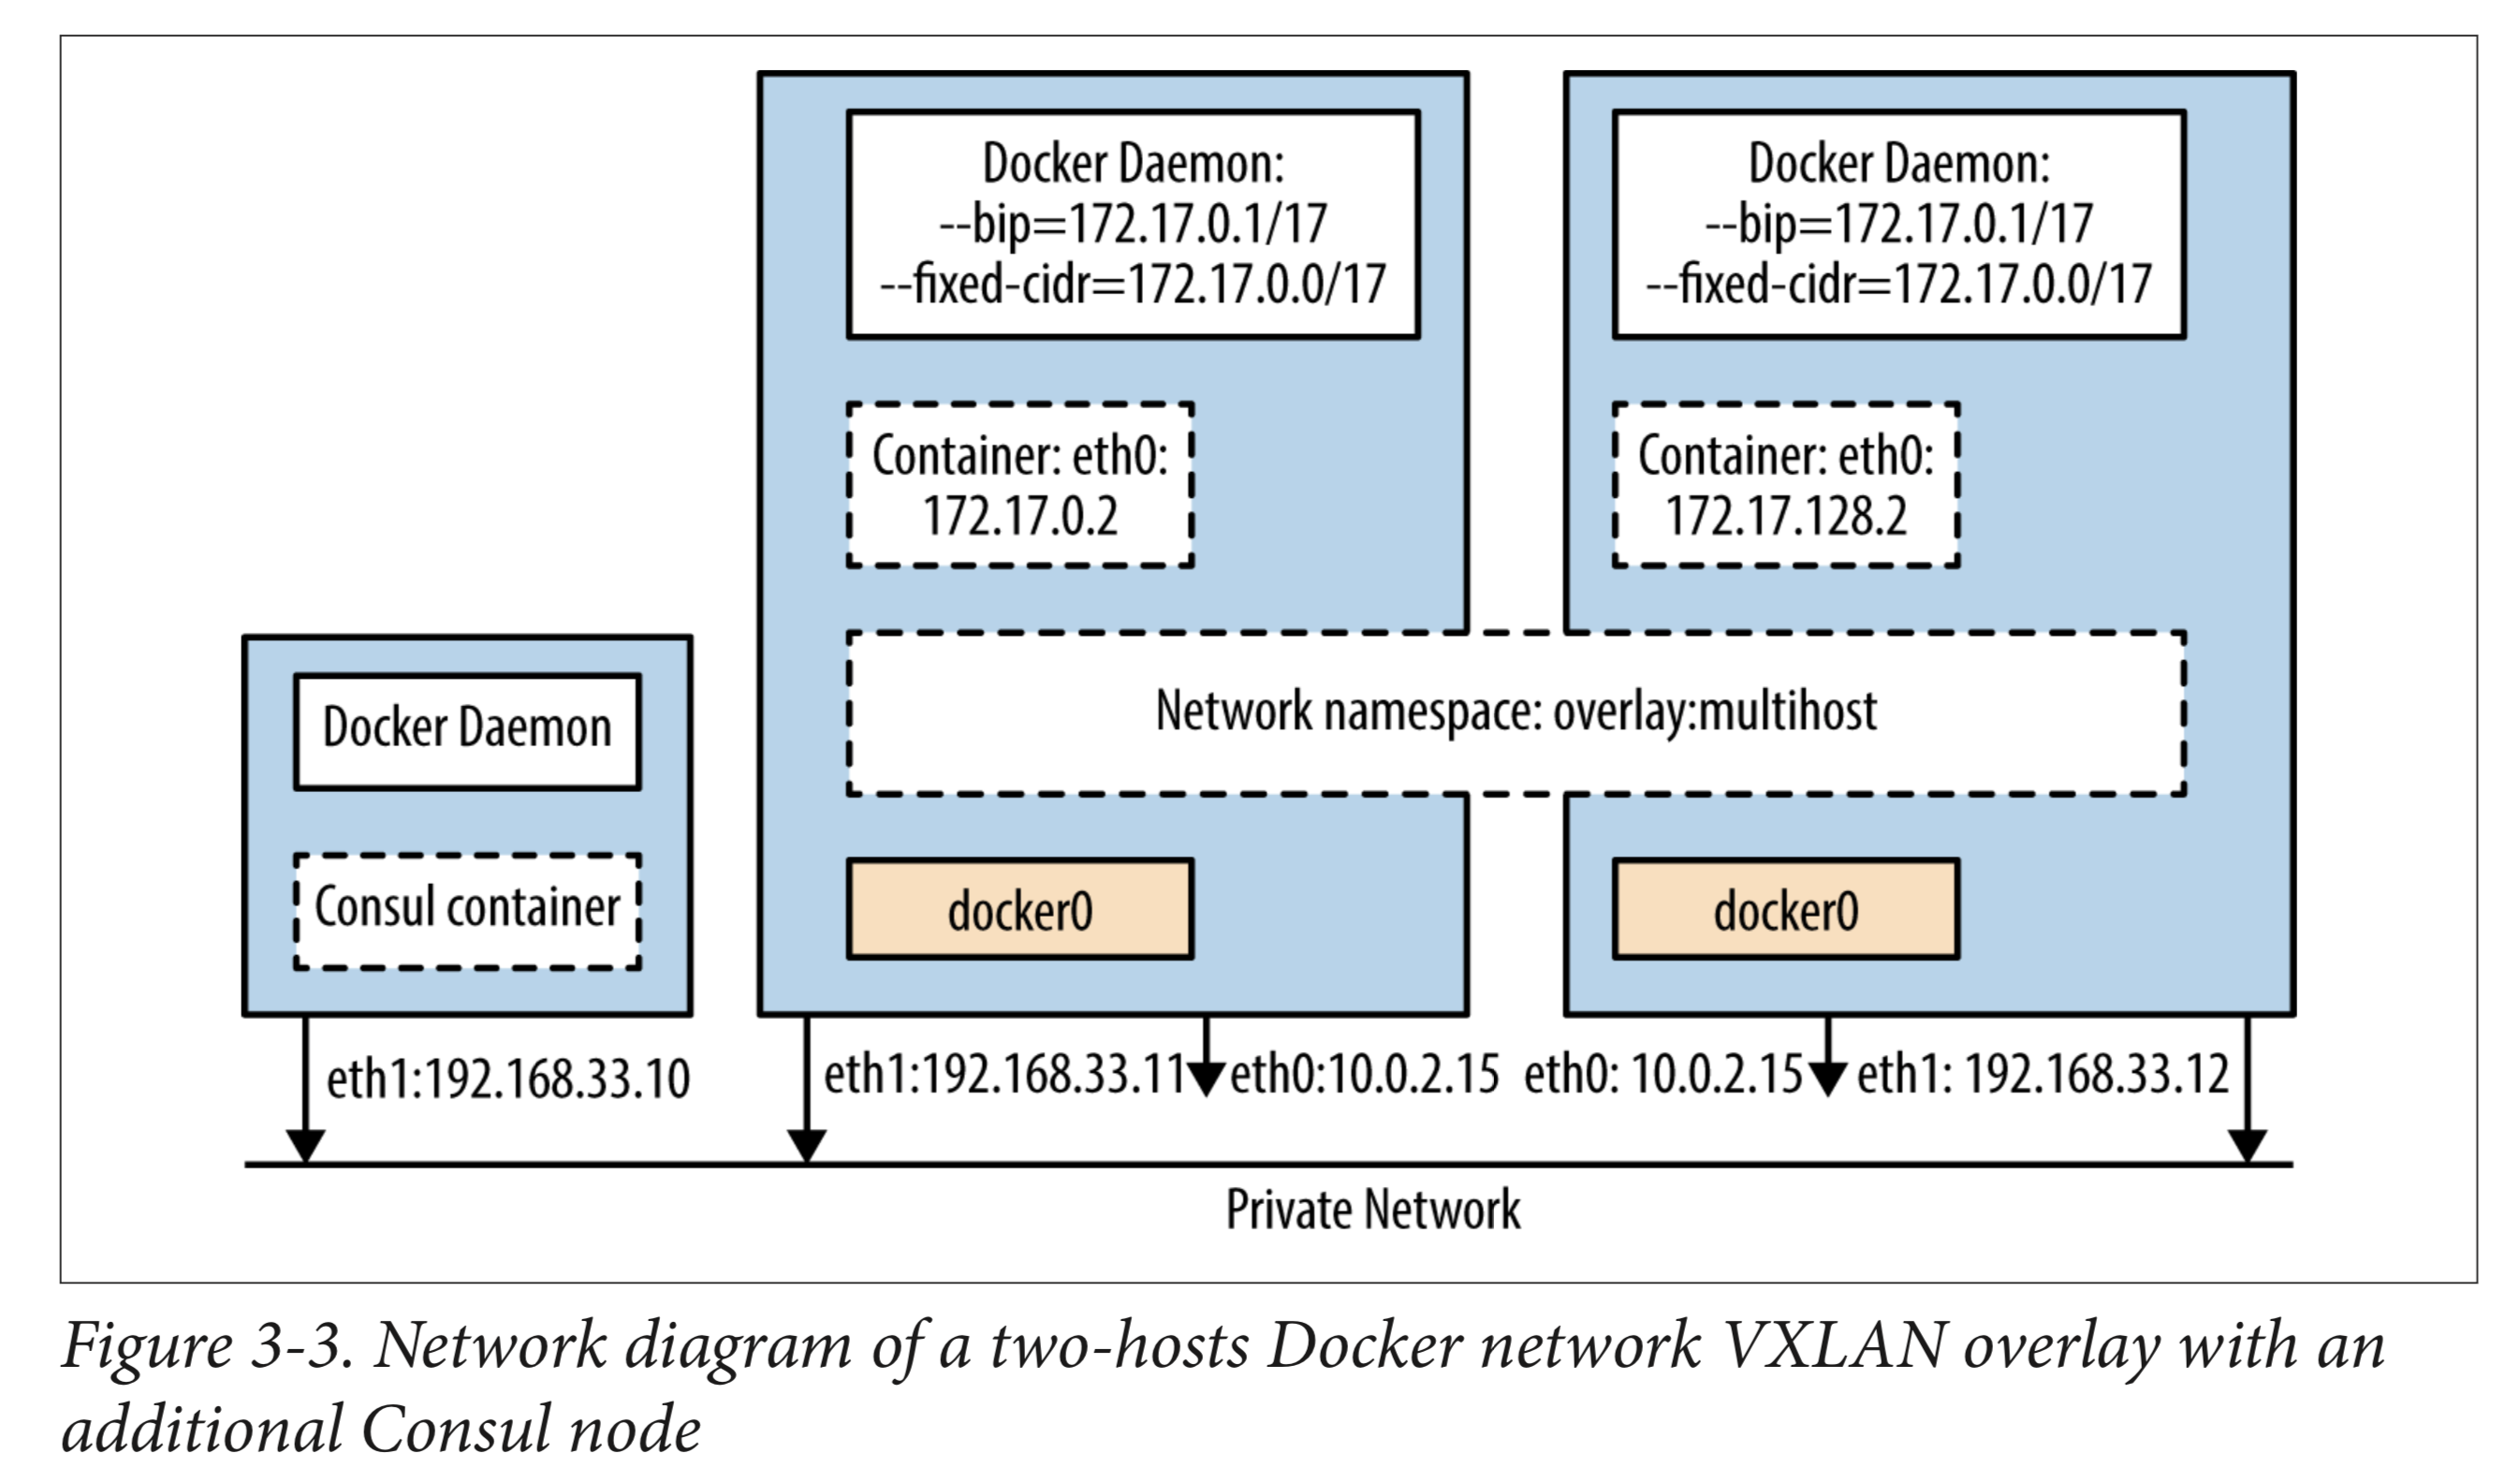 Docker Daemon:
--bip=172.17.0.1/17
--fixed-cidr=172.17.0.0/17
Docker Daemon:
--bip=172.17.0.1/17
--fixed-cidr=172.17.0.0/17
Container: eth0:
172.17.0.2
Container: eth0:
172.17.128.2
Network namespace: overlay:multihost
Docker Daemon
Consul container
docker0
docker0
eth1:192.168.33.10
eth1:192.168.33.11
eth0:10.0.2.15
eth0: 10.0.2.15
eth1: 192.168.33.12
Private Network
Figure 3-3. Network diagram of a two-hosts Docker network VXLAN overlay with an
additional Consul node